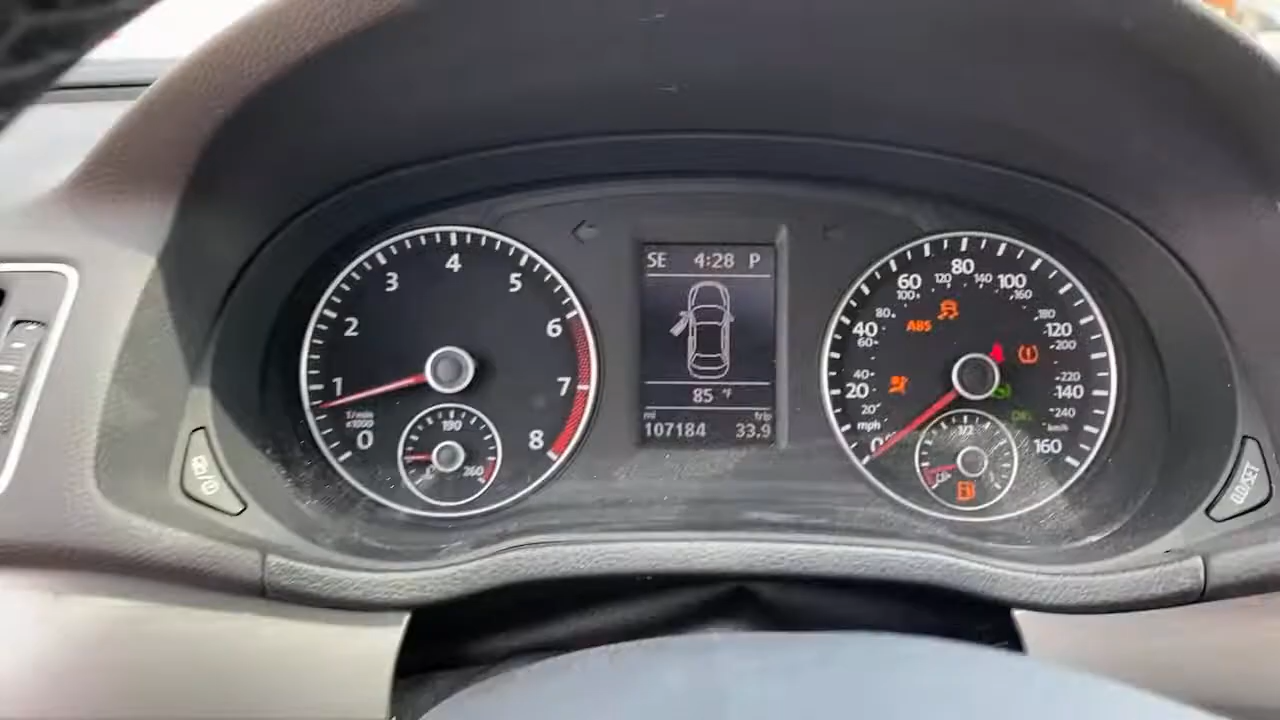 SE 4:28 P
85 °F
mi trip
107184 33.9
0 1 2 3 4 5 6 7 8
1/min
x1000
190
260
0 20 40 60 80 100 120 140 160
20 40 60 80 100 120 140 160 180 200 220 240
mph
km/h
ABS
DRL
1/2
0.0/SET